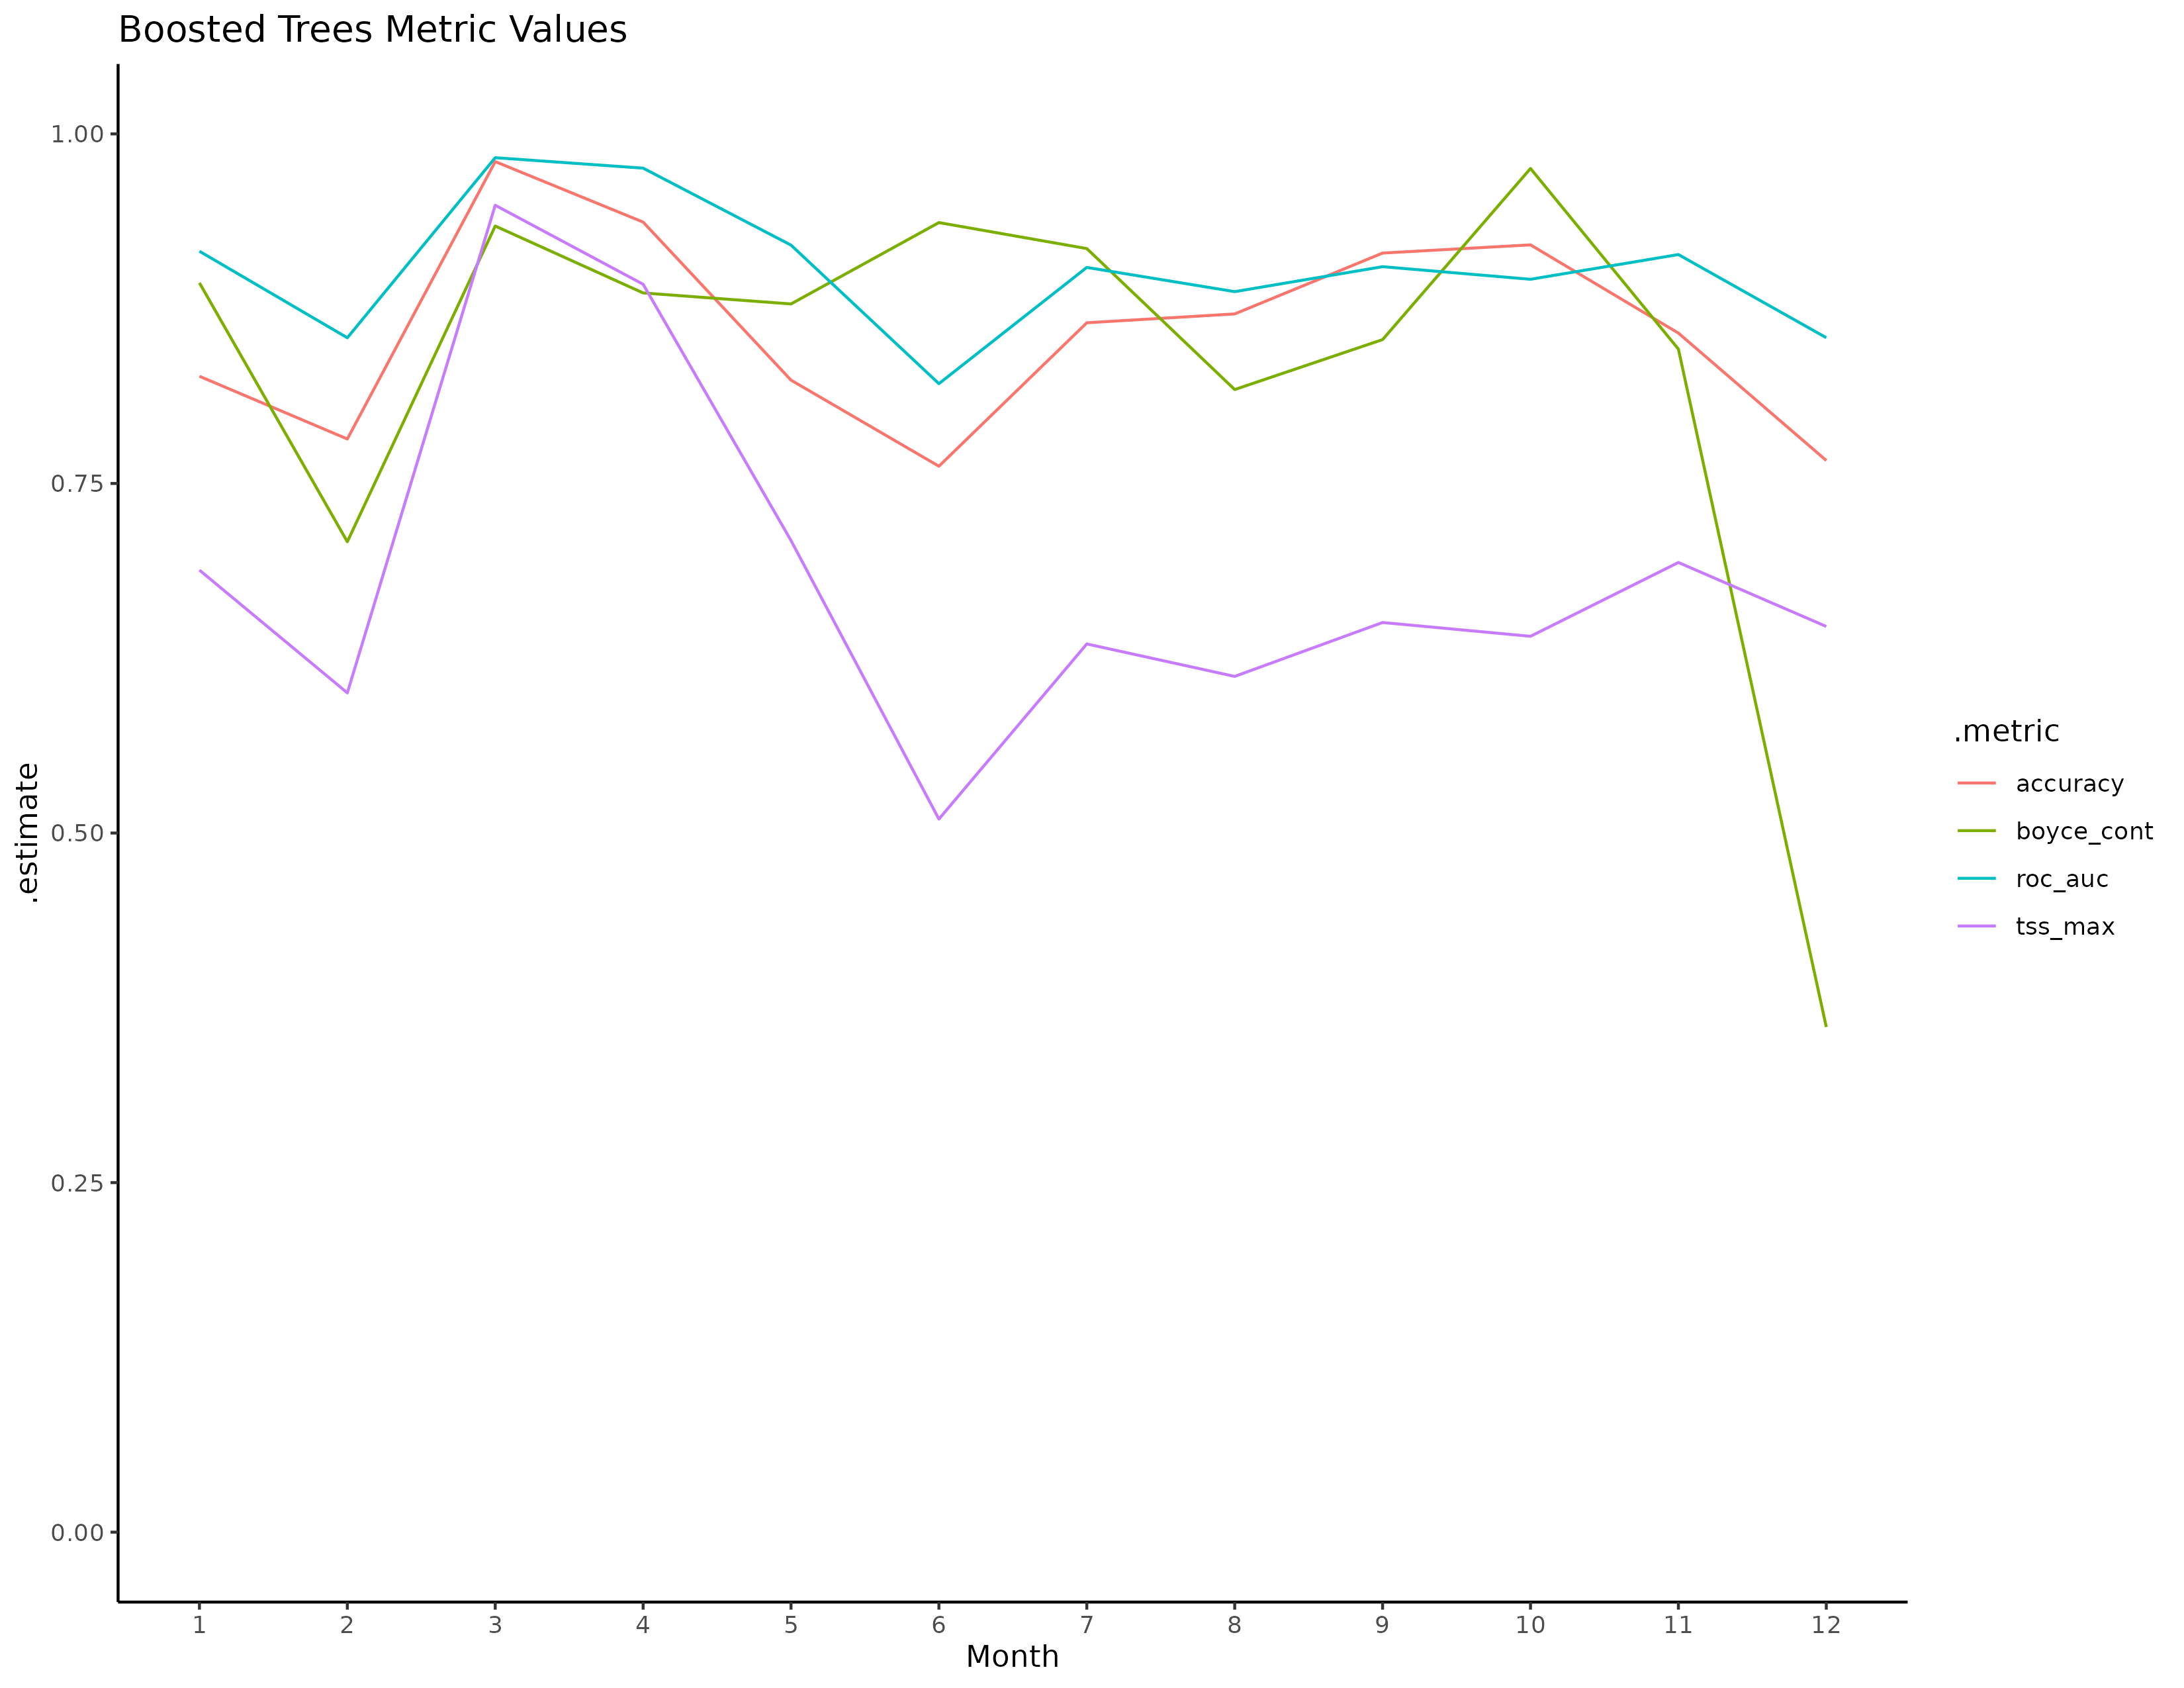 Boosted Trees Metric Values
1.00
0.75
0.50
0.25
0.00
.estimate
1 2 3 4 5 6 7 8 9 10 11 12
Month
.metric
accuracy
boyce_cont
roc_auc
tss_max